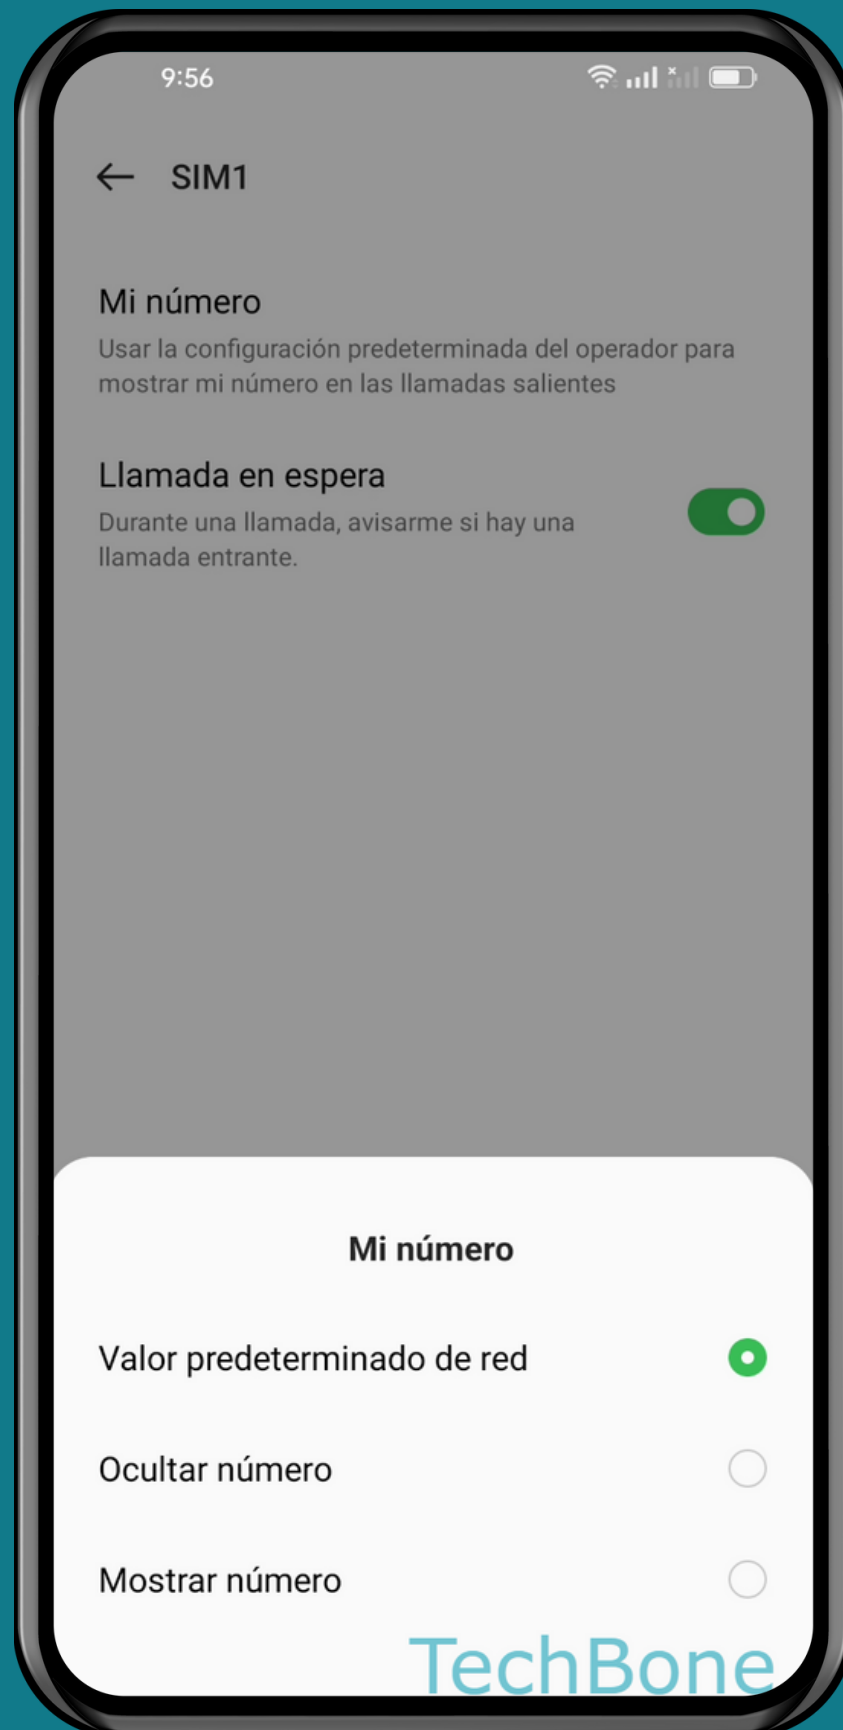 9:56
SIM1
Mi número
Usar la configuración predeterminada del operador para
mostrar mi número en las llamadas salientes
Llamada en espera
Durante una llamada, avisarme si hay una
llamada entrante.
Mi número
Valor predeterminado de red
Ocultar número
Mostrar número
TechBone